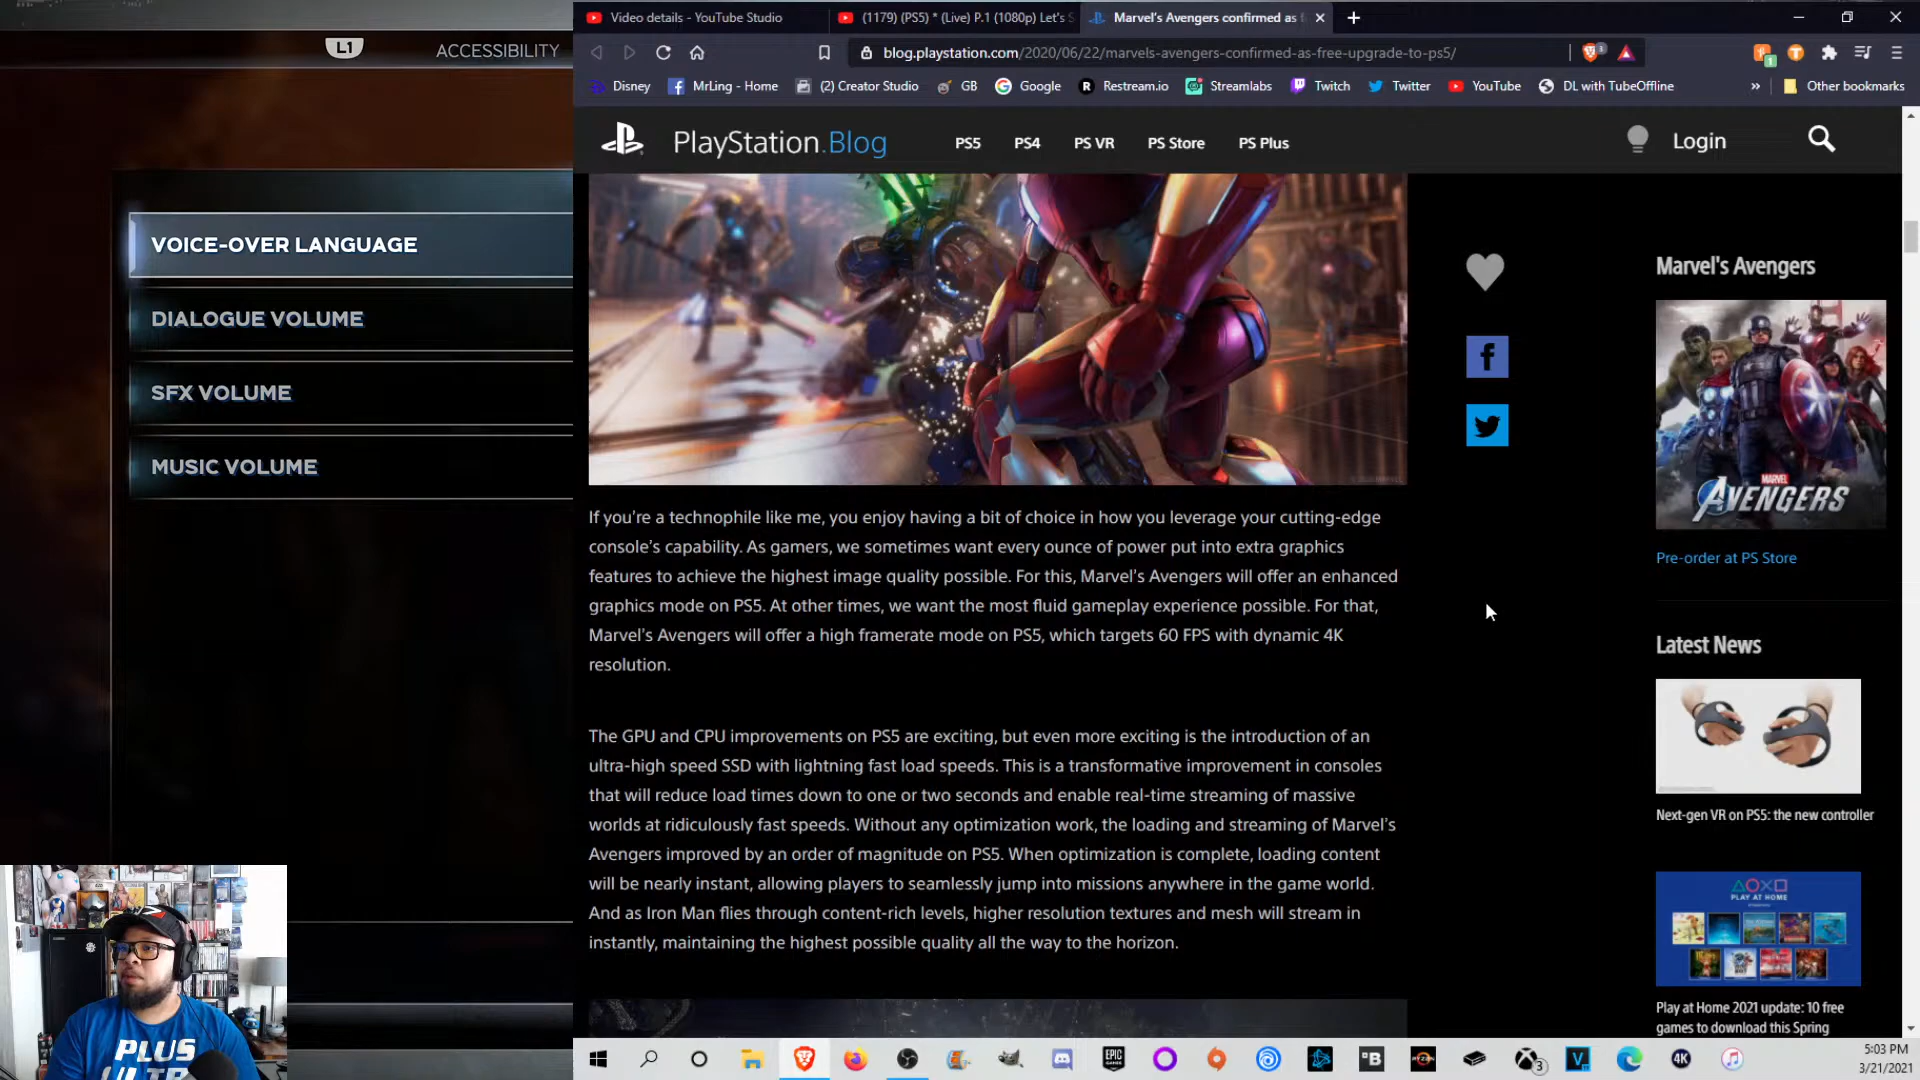 L1
ACCESSIBILITY
VOICE-OVER LANGUAGE
DIALOGUE VOLUME
SFX VOLUME
MUSIC VOLUME
PLUS
ULTRA
Video details - YouTube Studio
(1179) (PS5) * (Live) P.1 (1080p) Let's S
Marvel's Avengers confirmed as f
blog.playstation.com/2020/06/22/marvels-avengers-confirmed-as-free-upgrade-to-ps5/
Disney
MrLing - Home
(2) Creator Studio
GB
Google
Restream.io
Streamlabs
Twitch
Twitter
YouTube
DL with TubeOffline
Other bookmarks
PlayStation.Blog
PS5
PS4
PS VR
PS Store
PS Plus
Login
If you're a technophile like me, you enjoy having a bit of choice in how you leverage your cutting-edge
console's capability. As gamers, we sometimes want every ounce of power put into extra graphics
features to achieve the highest image quality possible. For this, Marvel's Avengers will offer an enhanced
graphics mode on PS5. At other times, we want the most fluid gameplay experience possible. For that,
Marvel's Avengers will offer a high framerate mode on PS5, which targets 60 FPS with dynamic 4K
resolution.
The GPU and CPU improvements on PS5 are exciting, but even more exciting is the introduction of an
ultra-high speed SSD with lightning fast load speeds. This is a transformative improvement in consoles
that will reduce load times down to one or two seconds and enable real-time streaming of massive
worlds at ridiculously fast speeds. Without any optimization work, the loading and streaming of Marvel's
Avengers improved by an order of magnitude on PS5. When optimization is complete, loading content
will be nearly instant, allowing players to seamlessly jump into missions anywhere in the game world.
And as Iron Man flies through content-rich levels, higher resolution textures and mesh will stream in
instantly, maintaining the highest possible quality all the way to the horizon.
Marvel's Avengers
MARVEL
AVENGERS
Pre-order at PS Store
Latest News
Next-gen VR on PS5: the new controller
PLAY AT HOME
Play at Home 2021 update: 10 free
games to download this Spring
EPIC
GAMES
B
RYZEN
3
V
4K
5:03 PM
3/21/2021